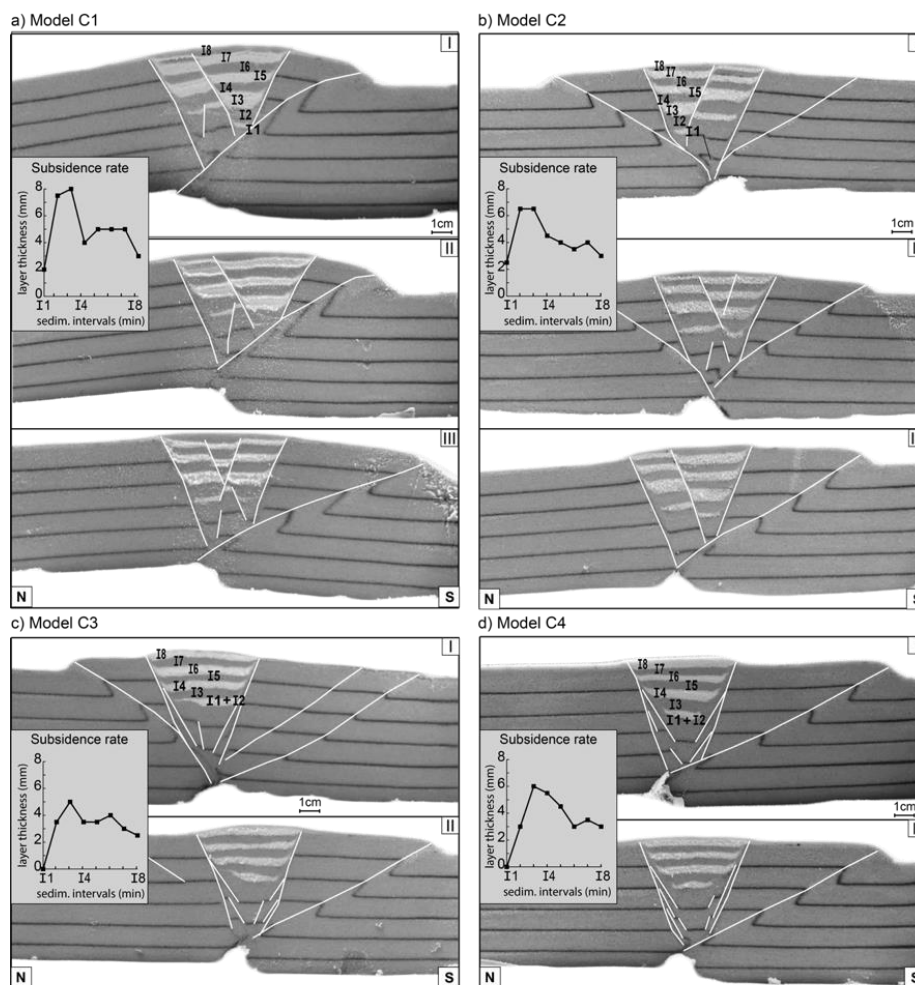 a) Model C1
I
I8
I7
I6
I5
I4
I3
I2
I1
Subsidence rate
layer thickness (mm)
8
6
4
2
0
I1 I4 I8
sedim. intervals (min)
1cm
II
III
N S
b) Model C2
I8
I7
I6
I5
I4
I3
I2
I1
Subsidence rate
layer thickness (mm)
8
6
4
2
0
I1 I4 I8
sedim. intervals (min)
1cm
N
c) Model C3
I
I8
I7
I6
I5
I4
I3
I1+I2
Subsidence rate
layer thickness (mm)
8
6
4
2
0
I1 I4 I8
sedim. intervals (min)
1cm
II
N S
d) Model C4
I8
I7
I6
I5
I4
I3
I1+I2
Subsidence rate
layer thickness (mm)
8
6
4
2
0
I1 I4 I8
sedim. intervals (min)
1cm
N